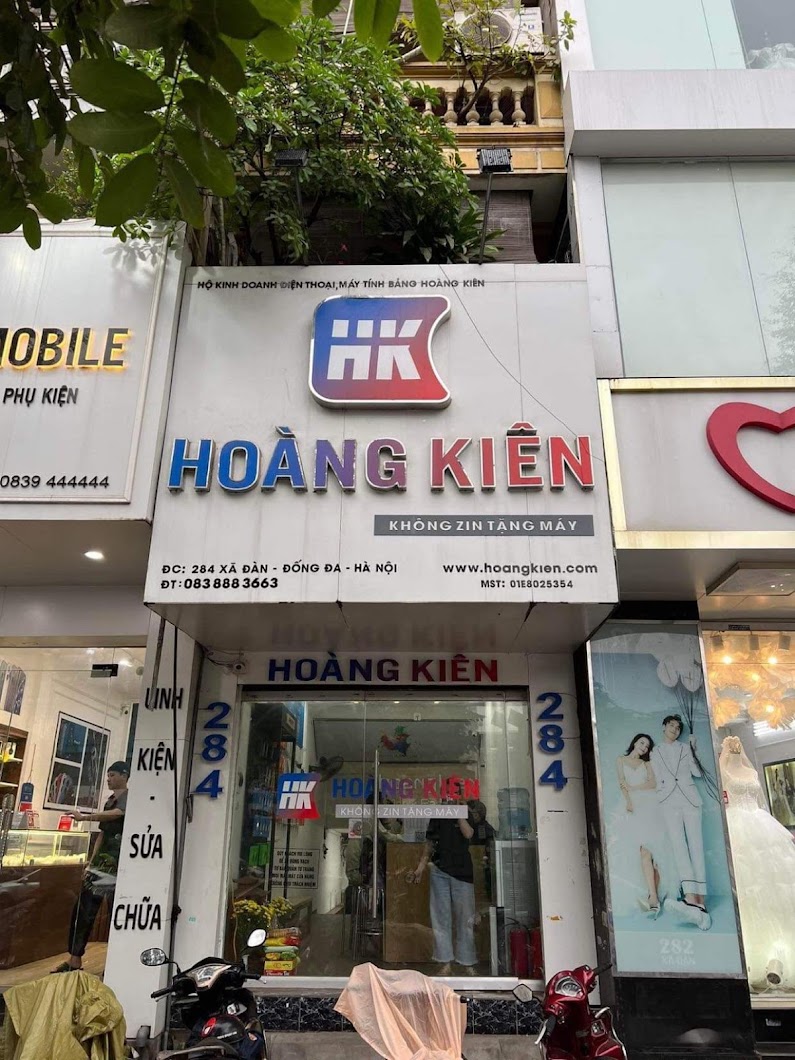 HỘ KINH DOANH ĐIỆN THOẠI,MÁY TÍNH BẢNG HOÀNG KIÊN
HK
HOÀNG KIÊN
KHÔNG ZIN TẶNG MÁY
ĐC: 284 XÃ ĐÀN - ĐỐNG ĐA - HÀ NỘI
ĐT: 083 888 3663
www.hoangkien.com
MST: 01E8025354
MOBILE
PHỤ KIỆN
0839 444444
HOÀNG KIÊN
284
284
LINH
KIỆN
-
SỬA
CHỮA
HK
HOÀNG KIÊN
KHÔNG ZIN TẶNG MÁY
282
XÃ ĐÀN